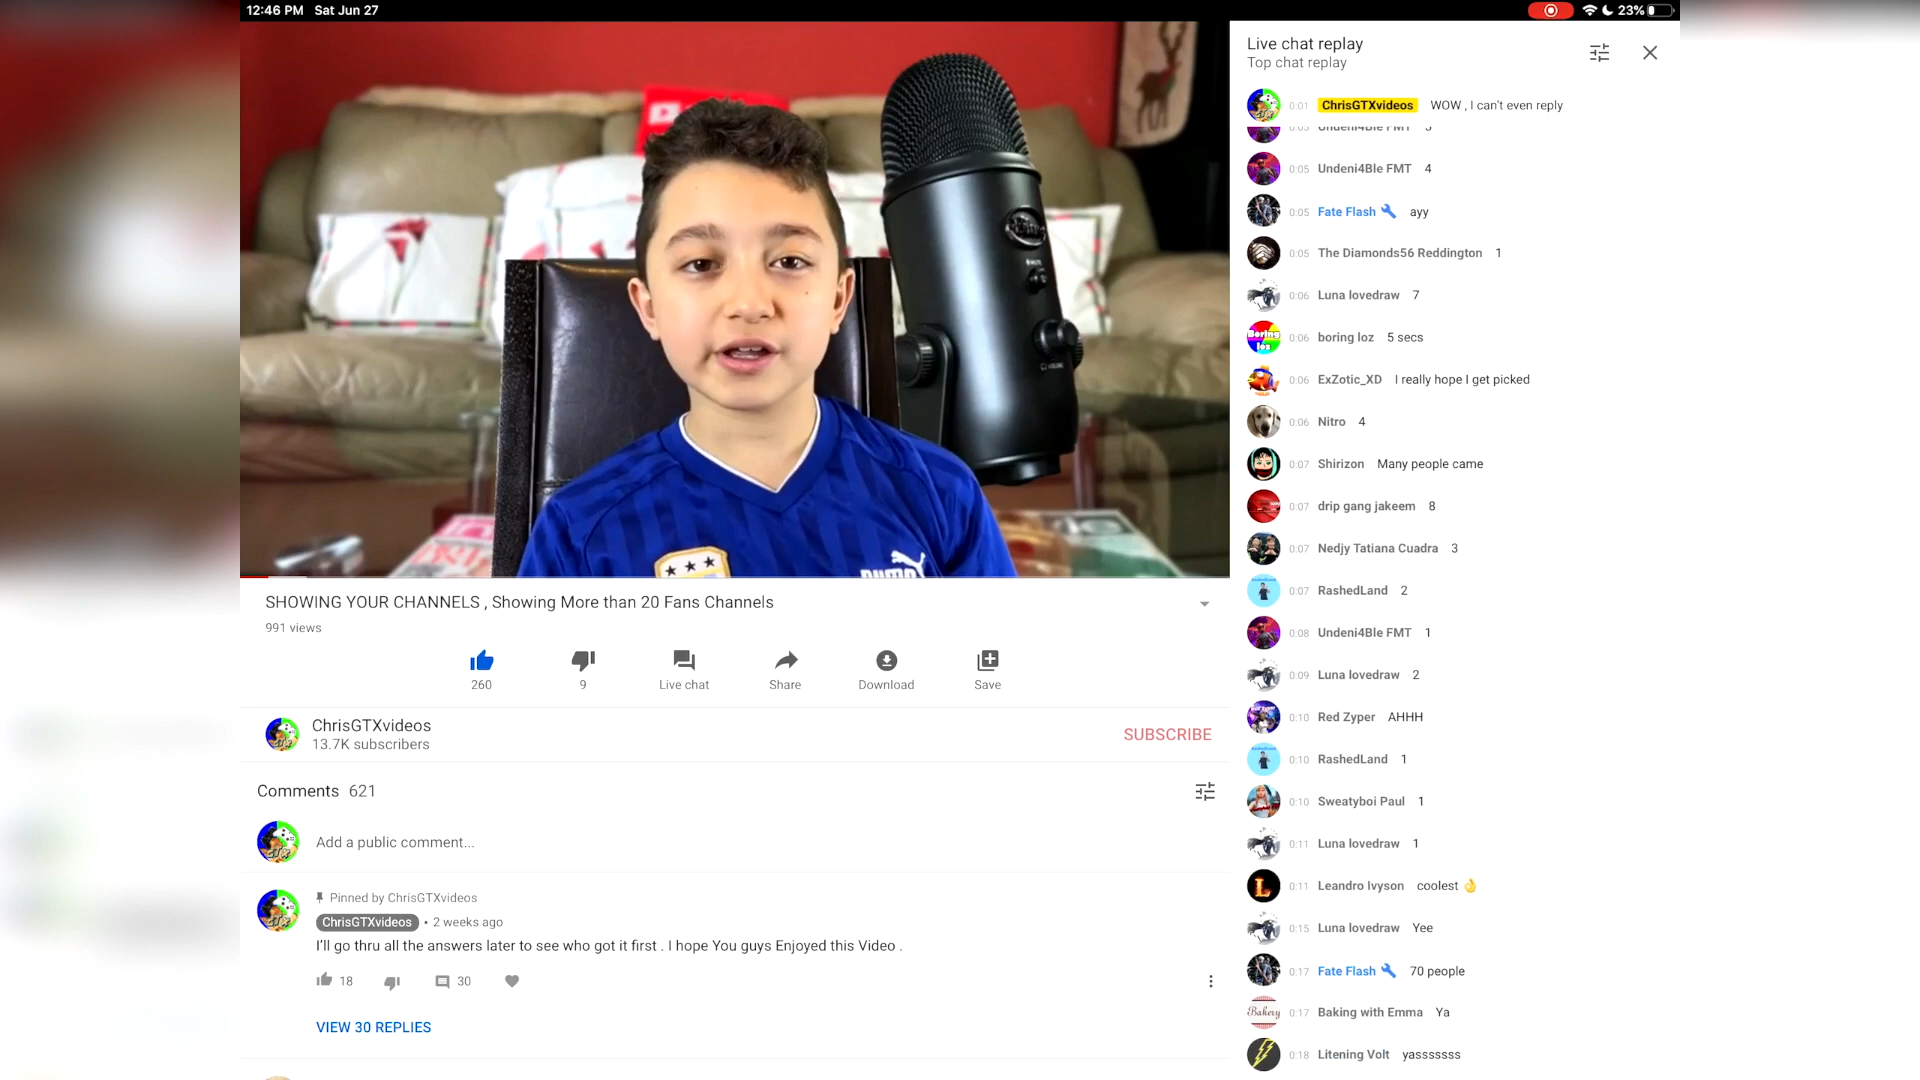 12:46 PM Sat Jun 27
23%
SHOWING YOUR CHANNELS , Showing More than 20 Fans Channels
991 views
260
9
Live chat
Share
Download
Save
ChrisGTXvideos
13.7K subscribers
SUBSCRIBE
Comments 621
Add a public comment...
Pinned by ChrisGTXvideos
ChrisGTXvideos • 2 weeks ago
I'll go thru all the answers later to see who got it first . I hope You guys Enjoyed this Video .
18
30
VIEW 30 REPLIES
Live chat replay
Top chat replay
0:01 ChrisGTXvideos WOW , I can't even reply
0:05 Undeni4Ble FMT 4
0:05 Fate Flash ayy
0:05 The Diamonds56 Reddington 1
0:06 Luna lovedraw 7
0:06 boring loz 5 secs
0:06 ExZotic_XD I really hope I get picked
0:06 Nitro 4
0:07 Shirizon Many people came
0:07 drip gang jakeem 8
0:07 Nedjy Tatiana Cuadra 3
0:07 RashedLand 2
0:08 Undeni4Ble FMT 1
0:09 Luna lovedraw 2
0:10 Red Zyper AHHH
0:10 RashedLand 1
0:10 Sweatyboi Paul 1
0:11 Luna lovedraw 1
0:11 Leandro Ivyson coolest 👌
0:15 Luna lovedraw Yee
0:17 Fate Flash 70 people
0:17 Baking with Emma Ya
0:18 Litening Volt yasssssss